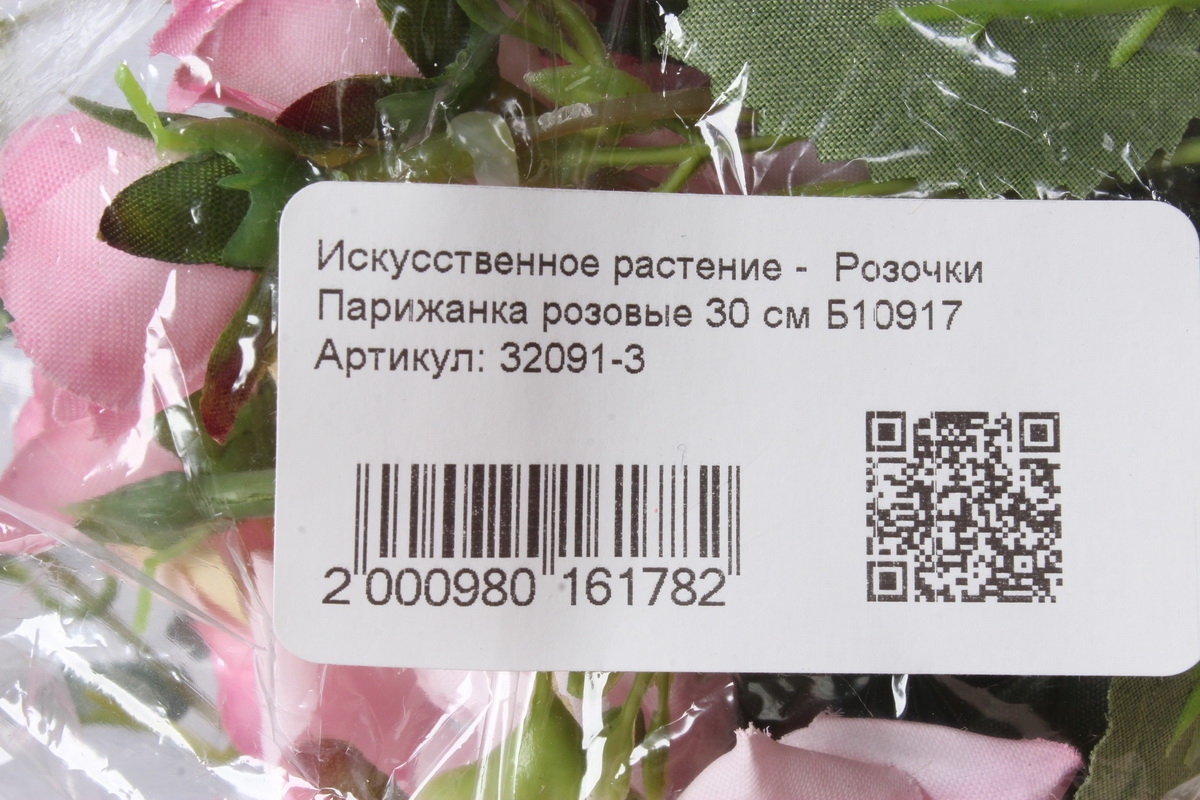 Искусственное растение - Розочки
Парижанка розовые 30 см Б10917
Артикул: 32091-3
2 000980 161782